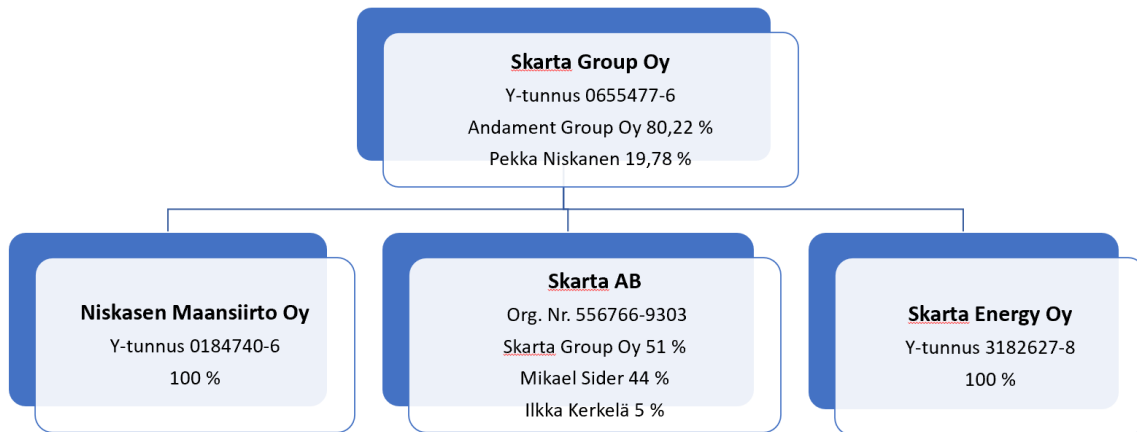 Skarta Group Oy
Y-tunnus 0655477-6
Andament Group Oy 80,22 %
Pekka Niskanen 19,78 %
Niskasen Maansiirto Oy
Y-tunnus 0184740-6
100 %
Skarta AB
Org. Nr. 556766-9303
Skarta Group Oy 51 %
Mikael Sider 44 %
Ilkka Kerkelä 5 %
Skarta Energy Oy
Y-tunnus 3182627-8
100 %